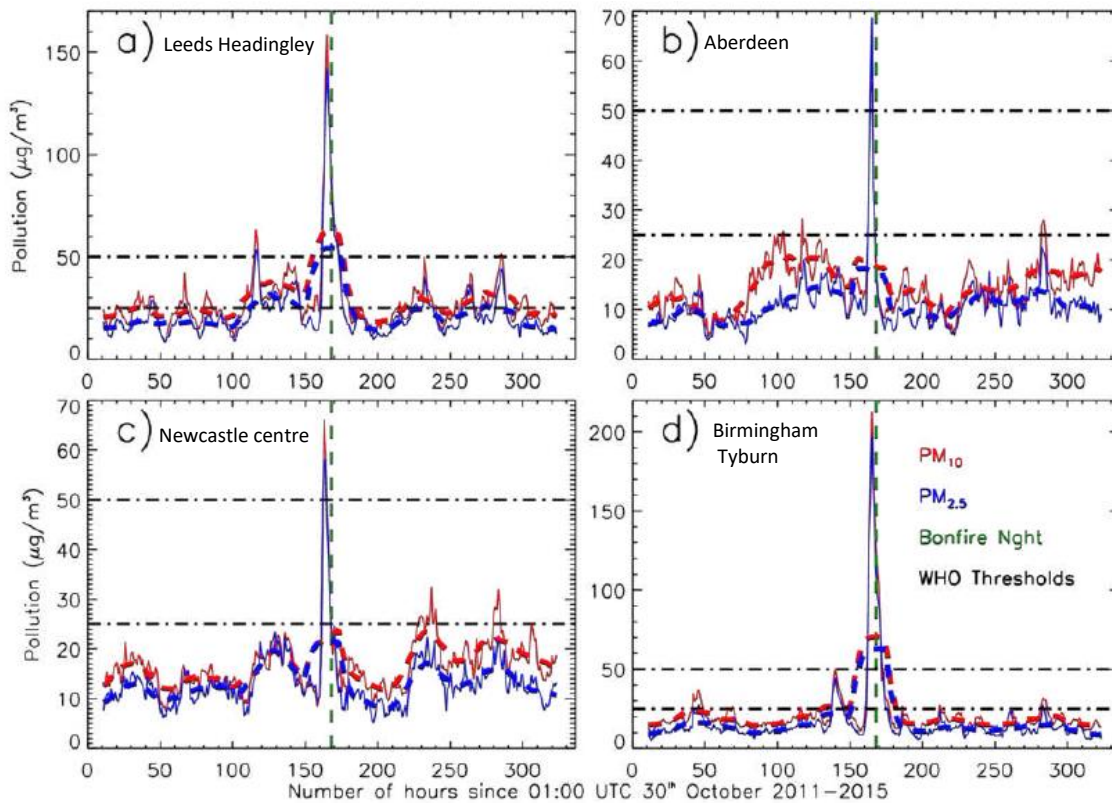 a) Leeds Headingley
Pollution (μg/m³)
150
100
50
0
0 50 100 150 200 250 300
b) Aberdeen
70
60
50
40
30
20
10
0
0 50 100 150 200 250 300
c) Newcastle centre
Pollution (μg/m³)
70
60
50
40
30
20
10
0
0 50 100 150 200 250 300
d) Birmingham
Tyburn
200
150
100
50
0
0 50 100 150 200 250 300
PM₁₀
PM₂.₅
Bonfire Nght
WHO Thresholds
Number of hours since 01:00 UTC 30ᵗʰ October 2011-2015